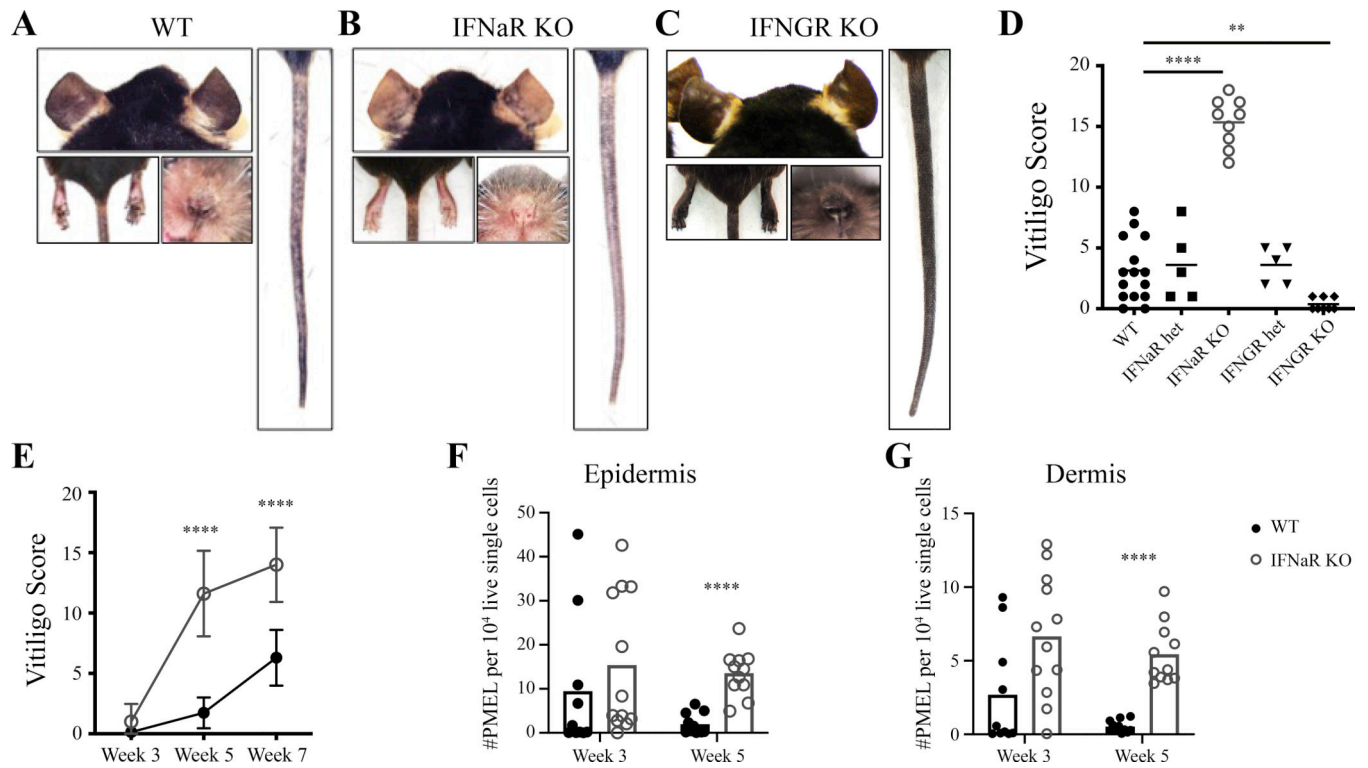 A WT
B IFNaR KO
C IFNGR KO
D
**
****
20
15
10
5
0
Vitiligo Score
WT
IFNaR het
IFNaR KO
IFNGR het
IFNGR KO
E
20
15
10
5
0
Vitiligo Score
****
****
Week 3 Week 5 Week 7
F Epidermis
#PMEL per 10⁴ live single cells
50
40
30
20
10
0
****
Week 3 Week 5
G Dermis
#PMEL per 10⁴ live single cells
15
10
5
0
****
Week 3 Week 5
WT
IFNaR KO